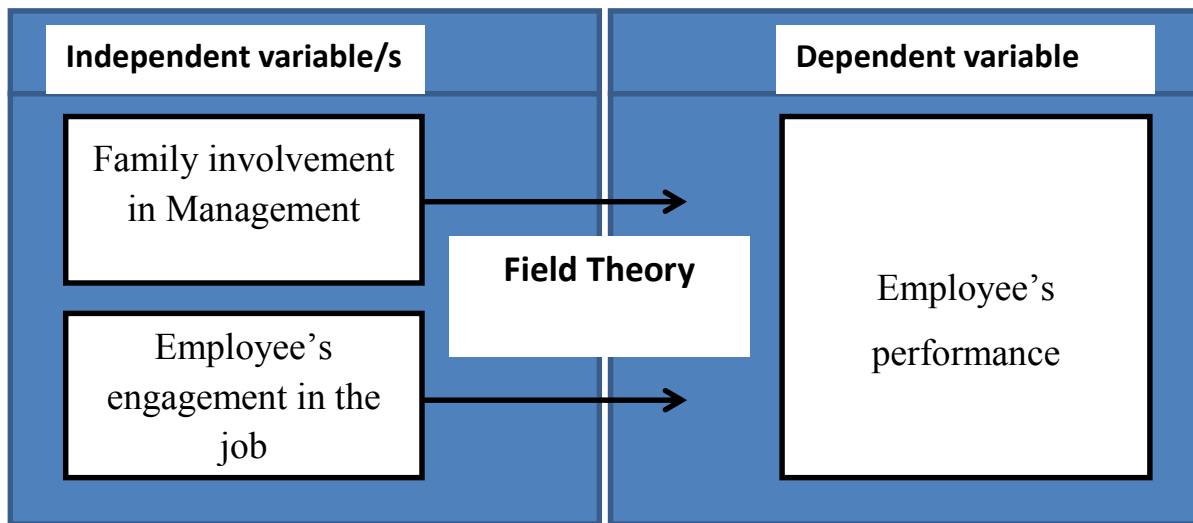 Independent variable/s
Dependent variable
Family involvement
in Management
Field Theory
Employee’s
engagement in the
job
Employee’s
performance